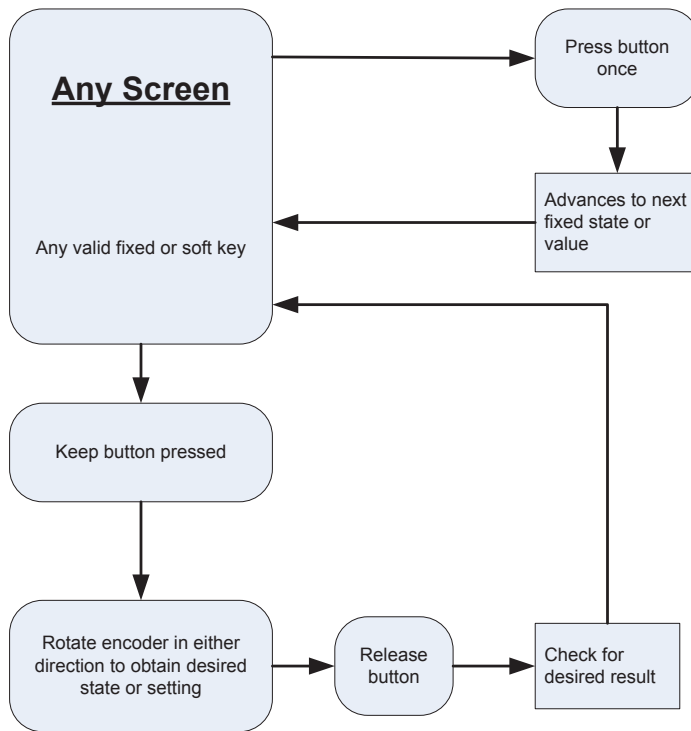 Any Screen
Any valid fixed or soft key
Press button
once
Advances to next
fixed state or
value
Keep button pressed
Rotate encoder in either
direction to obtain desired
state or setting
Release
button
Check for
desired result